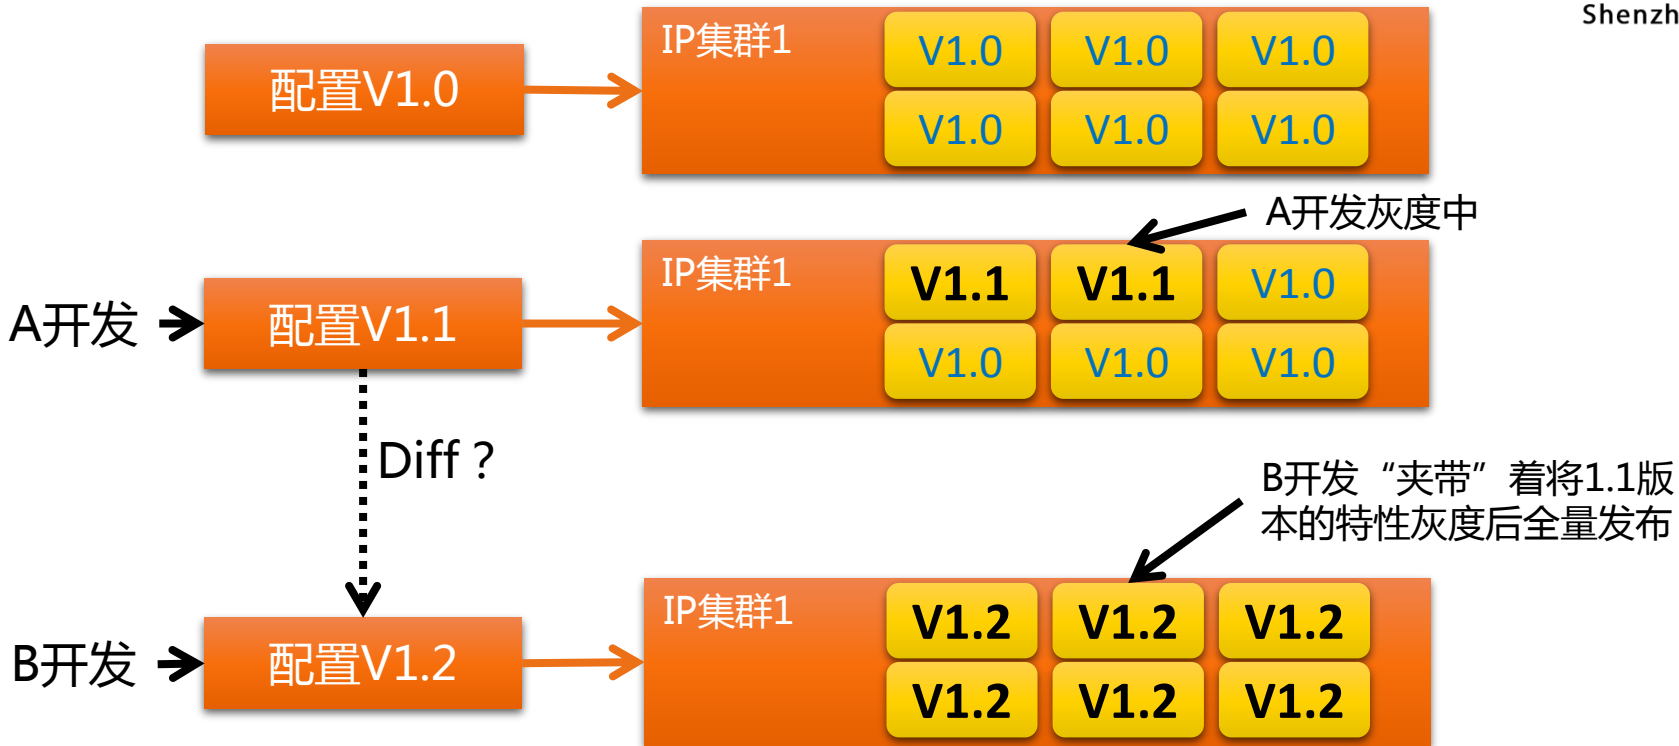 Shenzh
配置V1.0
IP集群1
V1.0 V1.0 V1.0
V1.0 V1.0 V1.0
A开发灰度中
A开发
配置V1.1
IP集群1
V1.1 V1.1 V1.0
V1.0 V1.0 V1.0
Diff？
B开发“夹带”着将1.1版
本的特性灰度后全量发布
B开发
配置V1.2
IP集群1
V1.2 V1.2 V1.2
V1.2 V1.2 V1.2